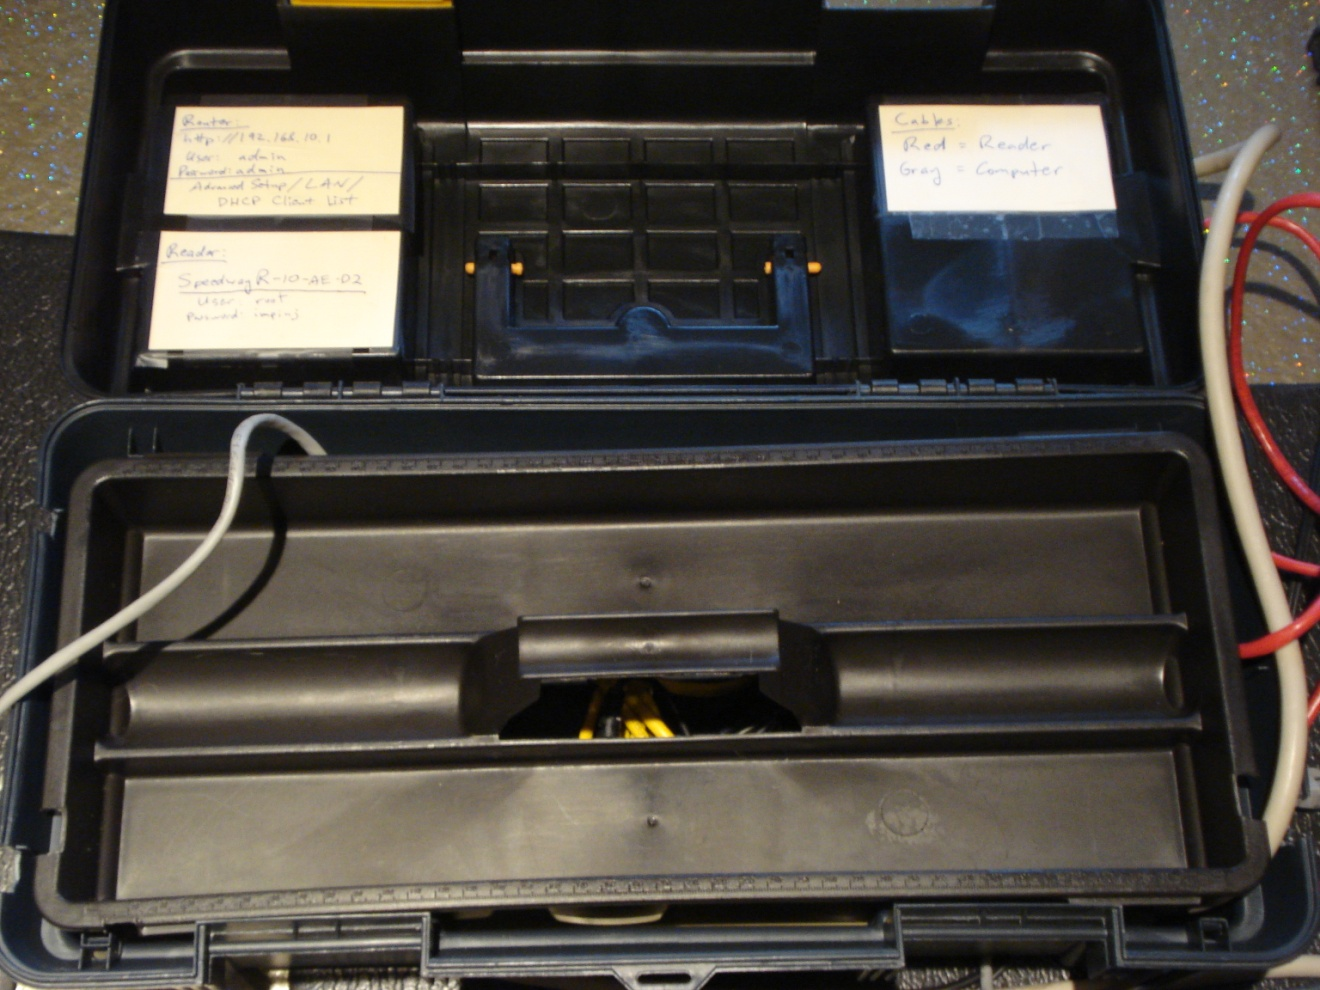 Router:
http://192.168.10.1
User: admin
Password: admin
Advanced Setup/LAN/
DHCP Client List
Reader:
SpeedwayR-10-AE-D2
User: root
Password: impinj
Cables:
Red = Reader
Gray = Computer